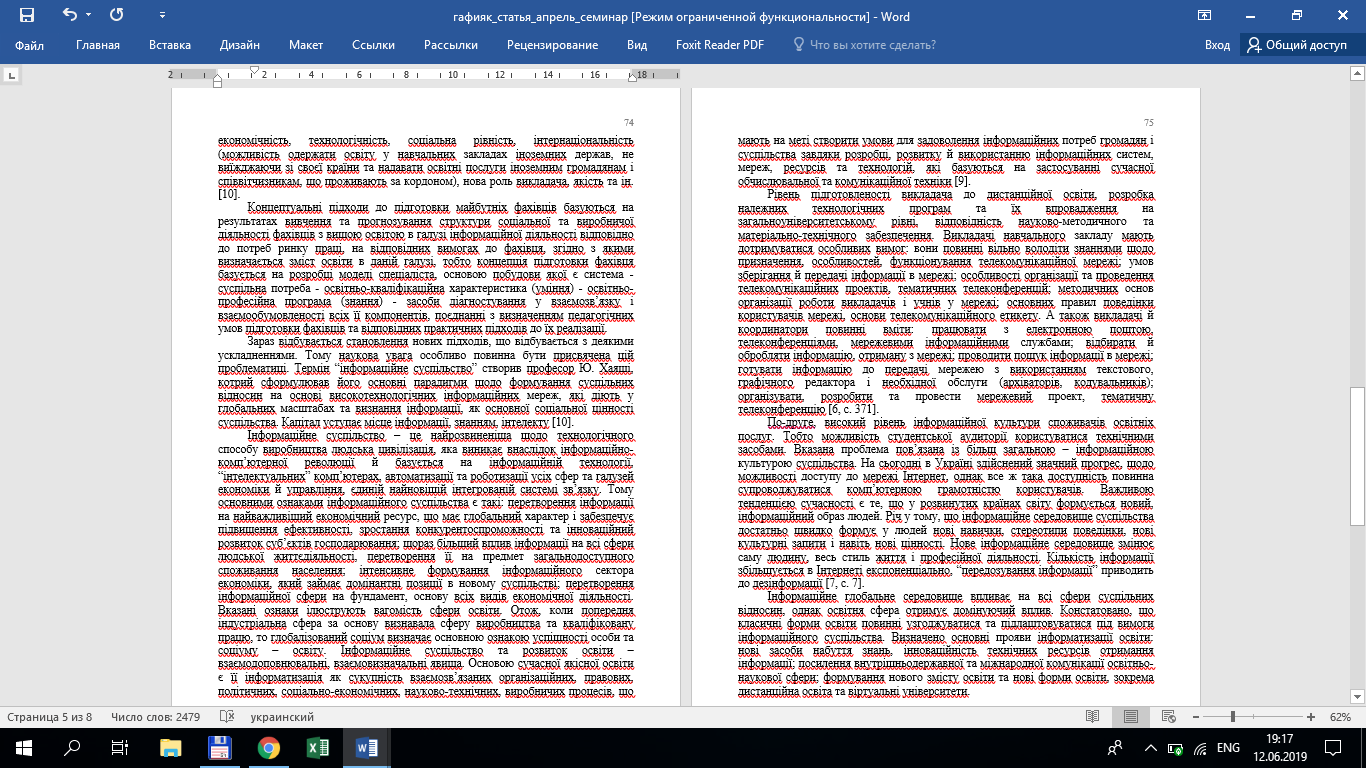 гафияк_статья_апрель_семинар [Режим ограниченной функциональности] - Word
Файл Главная Вставка Дизайн Макет Ссылки Рассылки Рецензирование Вид Foxit Reader PDF Что вы хотите сделать? Вход Общий доступ
2 2 4 6 8 10 12 14 16 18
74
економічність, технологічність, соціальна рівність, інтернаціональність
(можливість одержати освіту у навчальних закладах іноземних держав, не
виїжджаючи зі своєї країни та надавати освітні послуги іноземним громадянам і
співвітчизникам, що проживають за кордоном), нова роль викладача, якість та ін.
[10].
Концептуальні підходи до підготовки майбутніх фахівців базуються на
результатах вивчення та прогнозування структури соціальної та виробничої
діяльності фахівців з вищою освітою в галузі інформаційної діяльності відповідно
до потреб ринку праці, на відповідних вимогах до фахівця, згідно з якими
визначається зміст освіти в даній галузі, тобто концепція підготовки фахівця
базується на розробці моделі спеціаліста, основою побудови якої є система -
суспільна потреба - освітньо-кваліфікаційна характеристика (уміння) - освітньо-
професійна програма (знання) - засоби діагностування у взаємозв’язку і
взаємообумовленості всіх її компонентів, поєднанні з визначенням педагогічних
умов підготовки фахівців та відповідних практичних підходів до їх реалізації.
Зараз відбувається становлення нових підходів, що відбувається з деякими
ускладненнями. Тому наукова увага особливо повинна бути присвячена цій
проблематиці. Термін “інформаційне суспільство” створив професор Ю. Хаяші,
котрий сформулював його основні парадигми щодо формування суспільних
відносин на основі високотехнологічних інформаційних мереж, які діють у
глобальних масштабах та визнання інформації, як основної соціальної цінності
суспільства. Капітал уступає місце інформації, знанням, інтелекту [10].
Інформаційне суспільство – це найрозвиненіша щодо технологічного
способу виробництва людська цивілізація, яка виникає внаслідок інформаційно-
комп’ютерної революції й базується на інформаційній технології,
“інтелектуальних” комп’ютерах, автоматизації та роботизації усіх сфер та галузей
економіки й управління, єдиній найновішій інтегрованій системі зв’язку. Тому
основними ознаками інформаційного суспільства є такі: перетворення інформації
на найважливіший економічний ресурс, що має глобальний характер і забезпечує
підвищення ефективності, зростання конкурентоспроможності та інноваційний
розвиток суб’єктів господарювання; щораз більший вплив інформації на всі сфери
людської життєдіяльності, перетворення її на предмет загальнодоступного
споживання населення; інтенсивне формування інформаційного сектора
економіки, який займає домінантні позиції в новому суспільстві; перетворення
інформаційної сфери на фундамент, основу всіх видів економічної діяльності.
Вказані ознаки ілюструють вагомість сфери освіти. Отож, коли попередня
індустріальна сфера за основу визнавала сферу виробництва та кваліфіковану
працю, то глобалізований соціум визначає основною ознакою успішності особи та
соціуму – освіту. Інформаційне суспільство та розвиток освіти –
взаємодоповнювальні, взаємовизначальні явища. Основою сучасної якісної освіти
є її інформатизація як сукупність взаємозв’язаних організаційних, правових,
політичних, соціально-економічних, науково-технічних, виробничих процесів, що
75
мають на меті створити умови для задоволення інформаційних потреб громадян і
суспільства завдяки розробці, розвитку й використанню інформаційних систем,
мереж, ресурсів та технологій, які базуються на застосуванні сучасної
обчислювальної та комунікаційної техніки [9].
Рівень підготовленості викладача до дистанційної освіти, розробка
належних технологічних програм та їх впровадження на
загальноуніверситетському рівні, відповідність науково-методичного та
матеріально-технічного забезпечення. Викладачі навчального закладу мають
дотримуватися особливих вимог: вони повинні вільно володіти знаннями щодо
призначення, особливостей, функціонування телекомунікаційної мережі; умов
зберігання й передачі інформації в мережі; особливості організації та проведення
телекомунікаційних проектів, тематичних телеконференцій; методичних основ
організації роботи викладачів і учнів у мережі; основних правил поведінки
користувачів мережі, основи телекомунікаційного етикету. А також викладачі й
координатори повинні вміти: працювати з електронною поштою,
телеконференціями, мережевими інформаційними службами; відбирати й
обробляти інформацію, отриману з мережі; проводити пошук інформації в мережі;
готувати інформацію до передачі мережею з використанням текстового,
графічного редактора і необхідної обслуги (архіваторів, кодувальників);
організувати, розробити та провести мережевий проект, тематичну
телеконференцію [6, с. 371].
По-друге, високий рівень інформаційної культури споживачів освітніх
послуг. Тобто можливість студентської аудиторії користуватися технічними
засобами. Вказана проблема пов’язана із більш загальною – інформаційною
культурою суспільства. На сьогодні в Україні здійснений значний прогрес, щодо
можливості доступу до мережі Інтернет, однак все ж така доступність повинна
супроводжуватися комп’ютерною грамотністю користувачів. Важливою
тенденцією сучасності є те, що у розвинутих країнах світу формується новий,
інформаційний образ людей. Річ у тому, що інформаційне середовище суспільства
достатньо швидко формує у людей нові навички, стереотипи поведінки, нові
культурні запити і навіть нові цінності. Нове інформаційне середовище змінює
саму людину, весь стиль життя і професійної діяльності. Кількість інформації
збільшується в Інтернеті експоненціально, “передозування інформації” приводить
до дезінформації [7, с. 7].
Інформаційне глобальне середовище впливає на всі сфери суспільних
відносин, однак освітня сфера отримує домінуючий вплив. Констатовано, що
класичні форми освіти повинні узгоджуватися та підлаштовуватися під вимоги
інформаційного суспільства. Визначено основні прояви інформатизації освіти:
нові засоби набуття знань, інноваційність технічних ресурсів отримання
інформації; посилення внутрішньодержавної та міжнародної комунікації освітньо-
наукової сфери; формування нового змісту освіти та нові форми освіти, зокрема
дистанційна освіта та віртуальні університети.
Страница 5 из 8 Число слов: 2479 украинский 62%
ENG 19:17
12.06.2019